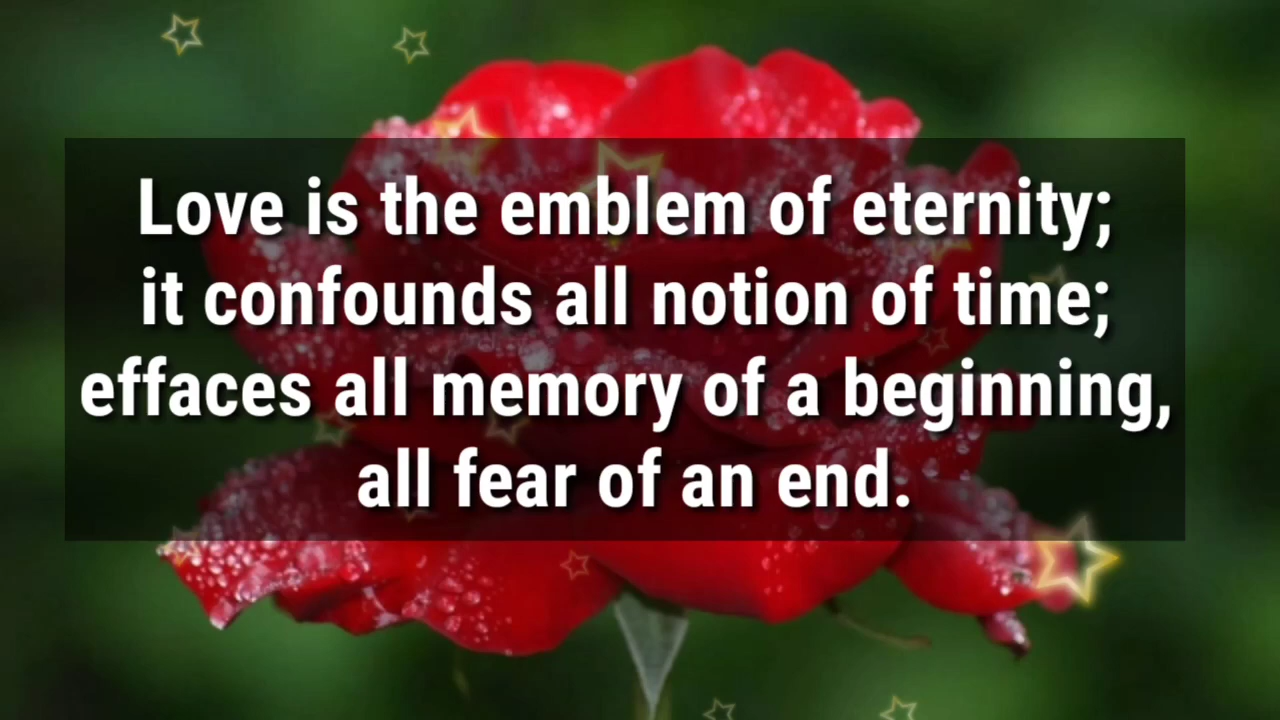 Love is the emblem of eternity;
it confounds all notion of time;
effaces all memory of a beginning,
all fear of an end.